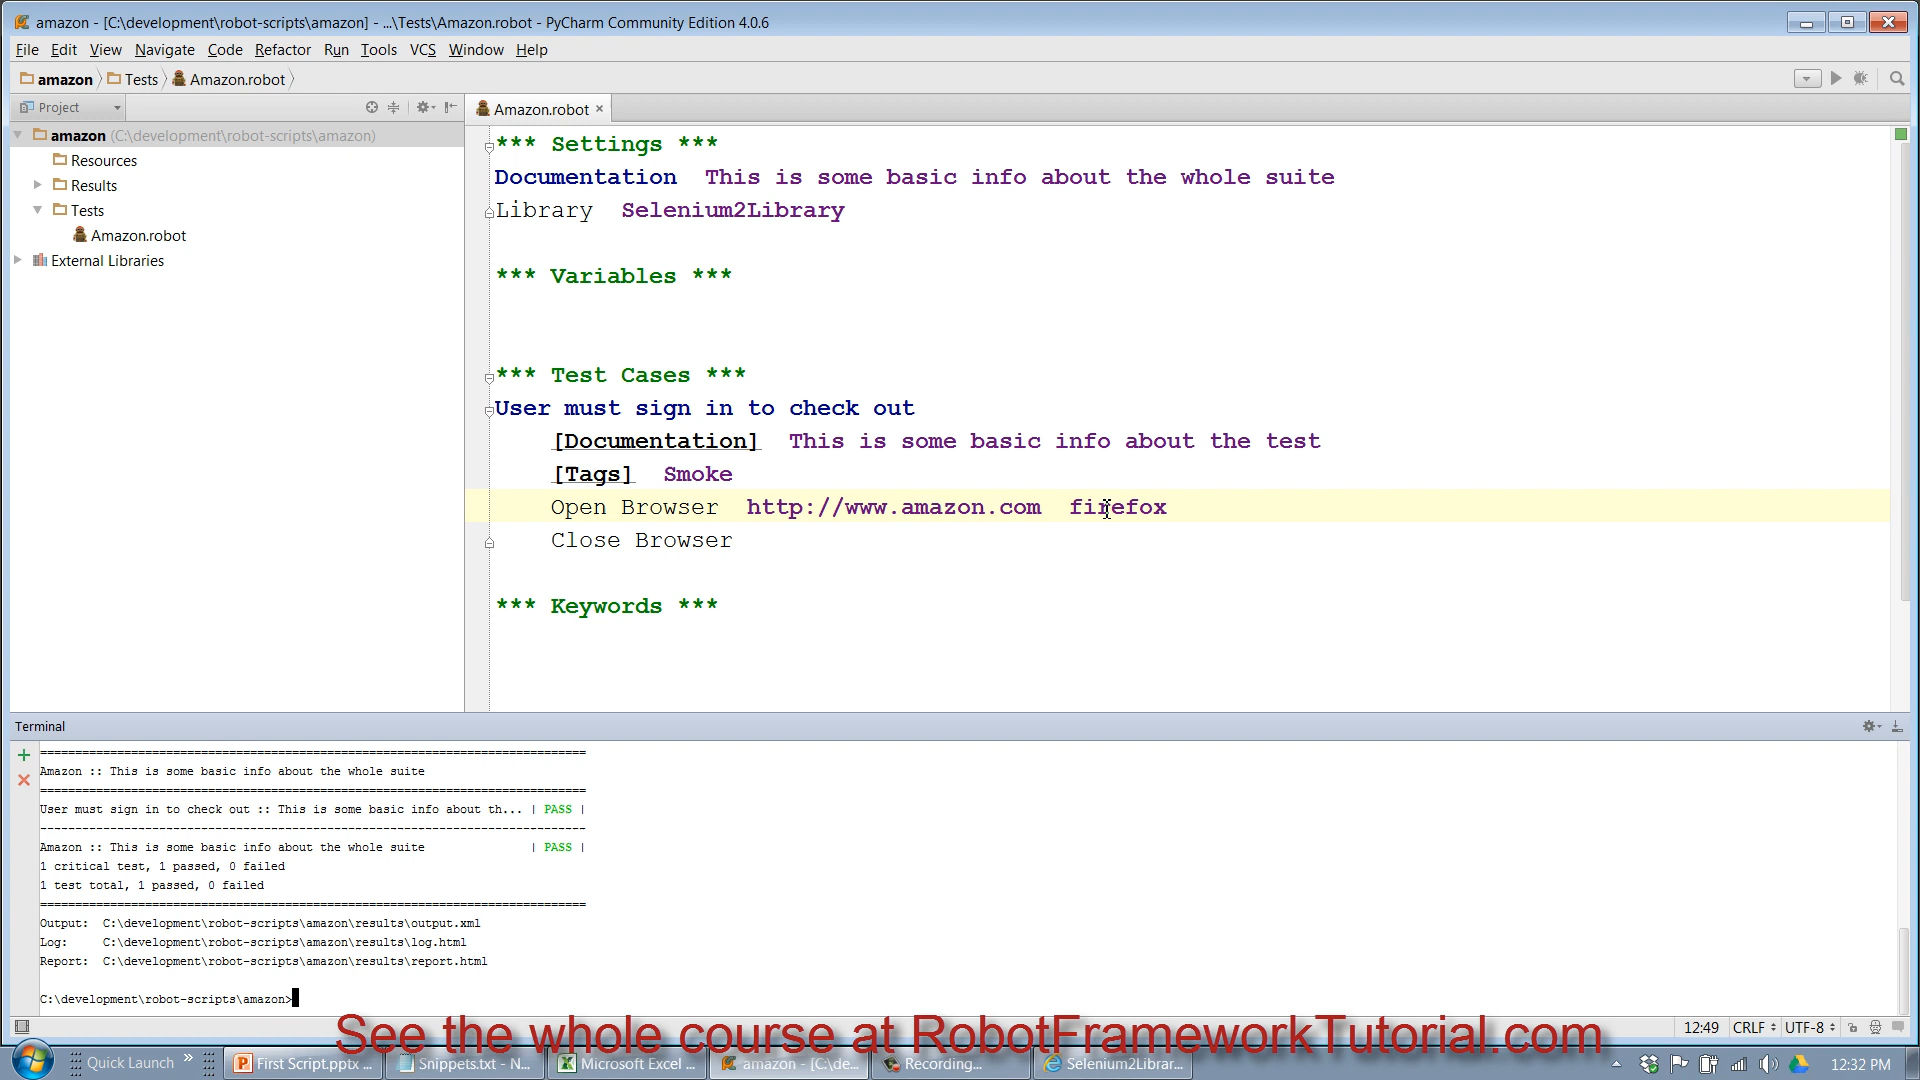 amazon - [C:\development\robot-scripts\amazon] - ...\Tests\Amazon.robot - PyCharm Community Edition 4.0.6
File Edit View Navigate Code Refactor Run Tools VCS Window Help
amazon Tests Amazon.robot
Project
Amazon.robot
amazon (C:\development\robot-scripts\amazon)
Resources
Results
Tests
Amazon.robot
External Libraries
*** Settings ***
Documentation This is some basic info about the whole suite
Library Selenium2Library
*** Variables ***
*** Test Cases ***
User must sign in to check out
[Documentation] This is some basic info about the test
[Tags] Smoke
Open Browser http://www.amazon.com firefox
Close Browser
*** Keywords ***
Terminal
==============================================================================
Amazon :: This is some basic info about the whole suite
==============================================================================
User must sign in to check out :: This is some basic info about th... | PASS |
------------------------------------------------------------------------------
Amazon :: This is some basic info about the whole suite | PASS |
1 critical test, 1 passed, 0 failed
1 test total, 1 passed, 0 failed
==============================================================================
Output: C:\development\robot-scripts\amazon\results\output.xml
Log: C:\development\robot-scripts\amazon\results\log.html
Report: C:\development\robot-scripts\amazon\results\report.html
C:\development\robot-scripts\amazon>
12:49 CRLF UTF-8
See the whole course at RobotFrameworkTutorial.com
Quick Launch » First Script.pptx ... Snippets.txt - N... Microsoft Excel ... amazon - [C:\de... Recording... Selenium2Librar... 12:32 PM